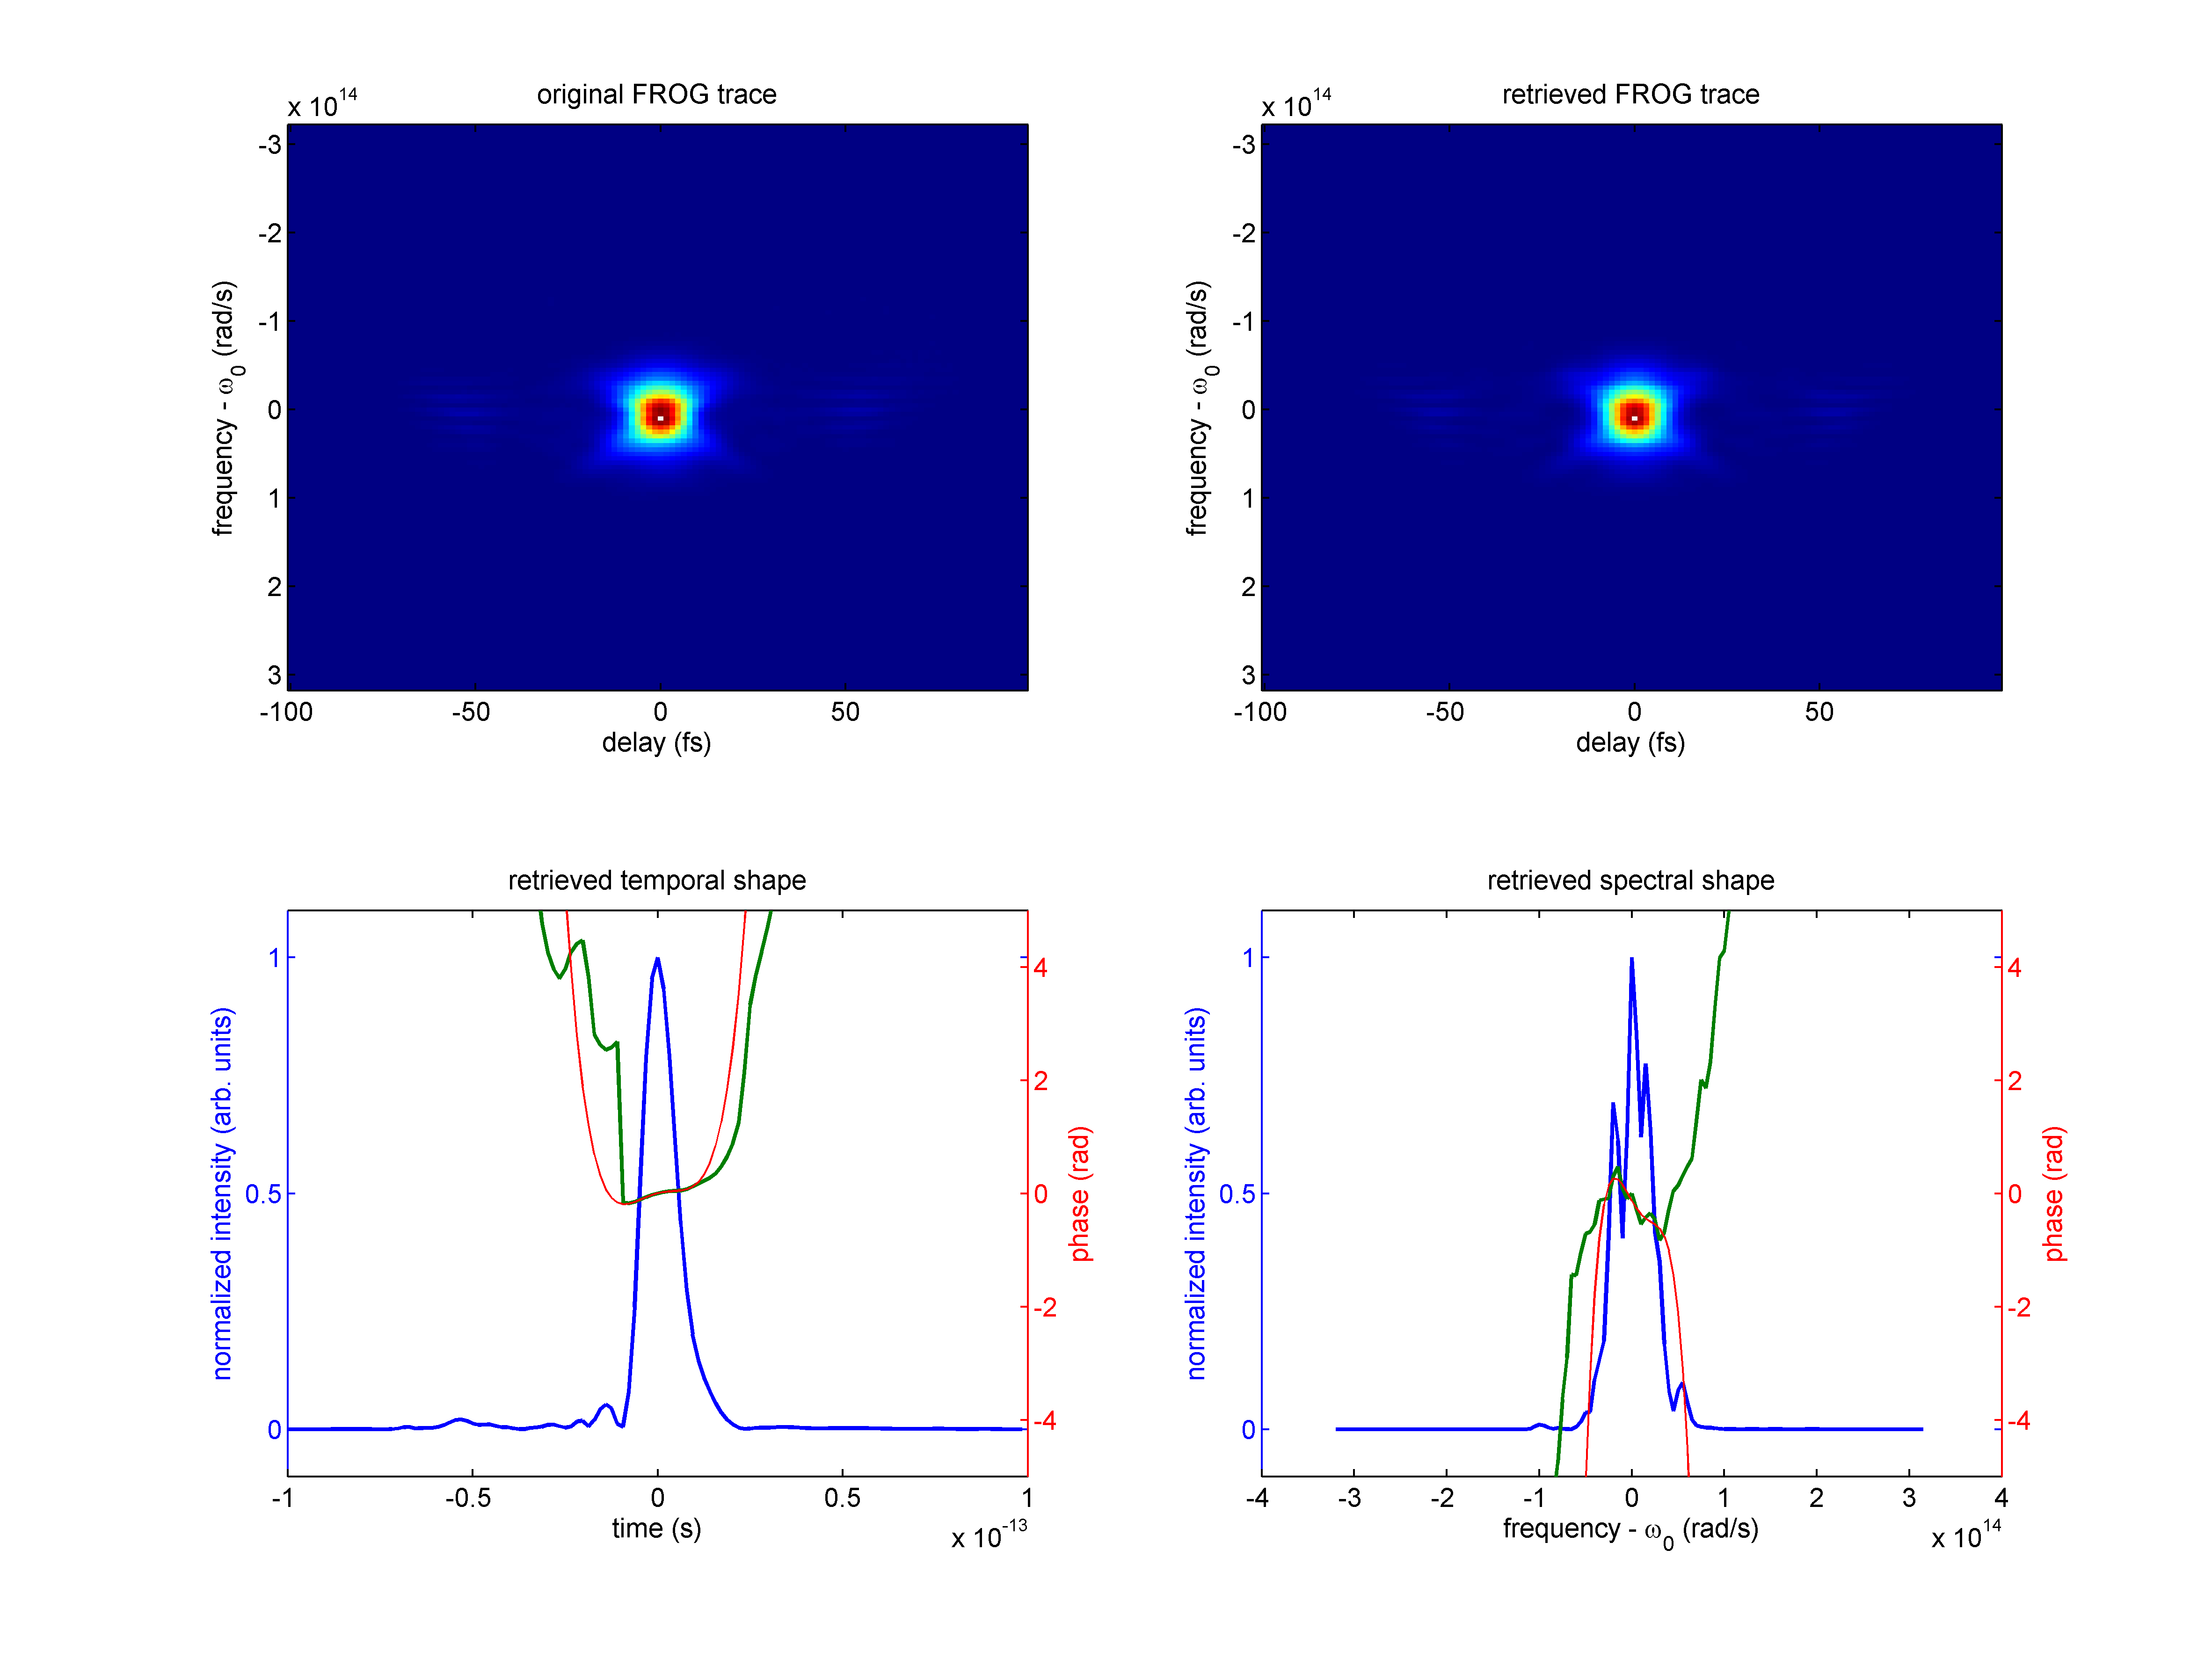 original FROG trace
x 10^14
-3
-2
-1
0
1
2
3
frequency - ω_0 (rad/s)
-100
-50
0
50
delay (fs)
retrieved FROG trace
x 10^14
-3
-2
-1
0
1
2
3
frequency - ω_0 (rad/s)
-100
-50
0
50
delay (fs)
retrieved temporal shape
1
0.5
0
normalized intensity (arb. units)
4
2
0
-2
-4
phase (rad)
-1
-0.5
0
0.5
1
time (s)
x 10^-13
retrieved spectral shape
1
0.5
0
normalized intensity (arb. units)
4
2
0
-2
-4
phase (rad)
-4
-3
-2
-1
0
1
2
3
4
frequency - ω_0 (rad/s)
x 10^14